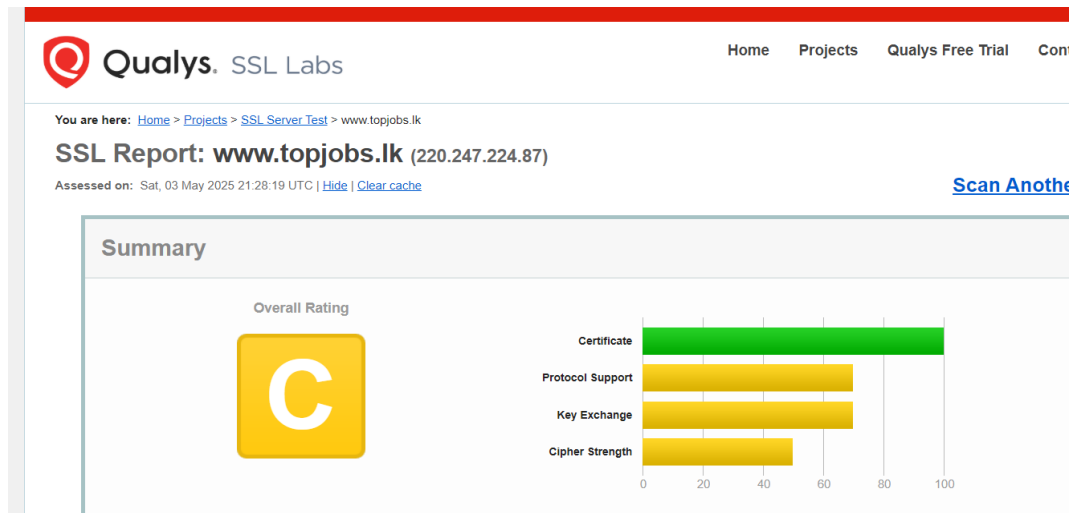 Qualys. SSL Labs
Home Projects Qualys Free Trial
You are here: Home > Projects > SSL Server Test > www.topjobs.lk
SSL Report: www.topjobs.lk (220.247.224.87)
Assessed on: Sat, 03 May 2025 21:28:19 UTC | Hide | Clear cache
Scan
Summary
Overall Rating
C
Certificate
Protocol Support
Key Exchange
Cipher Strength
0 20 40 60 80 100